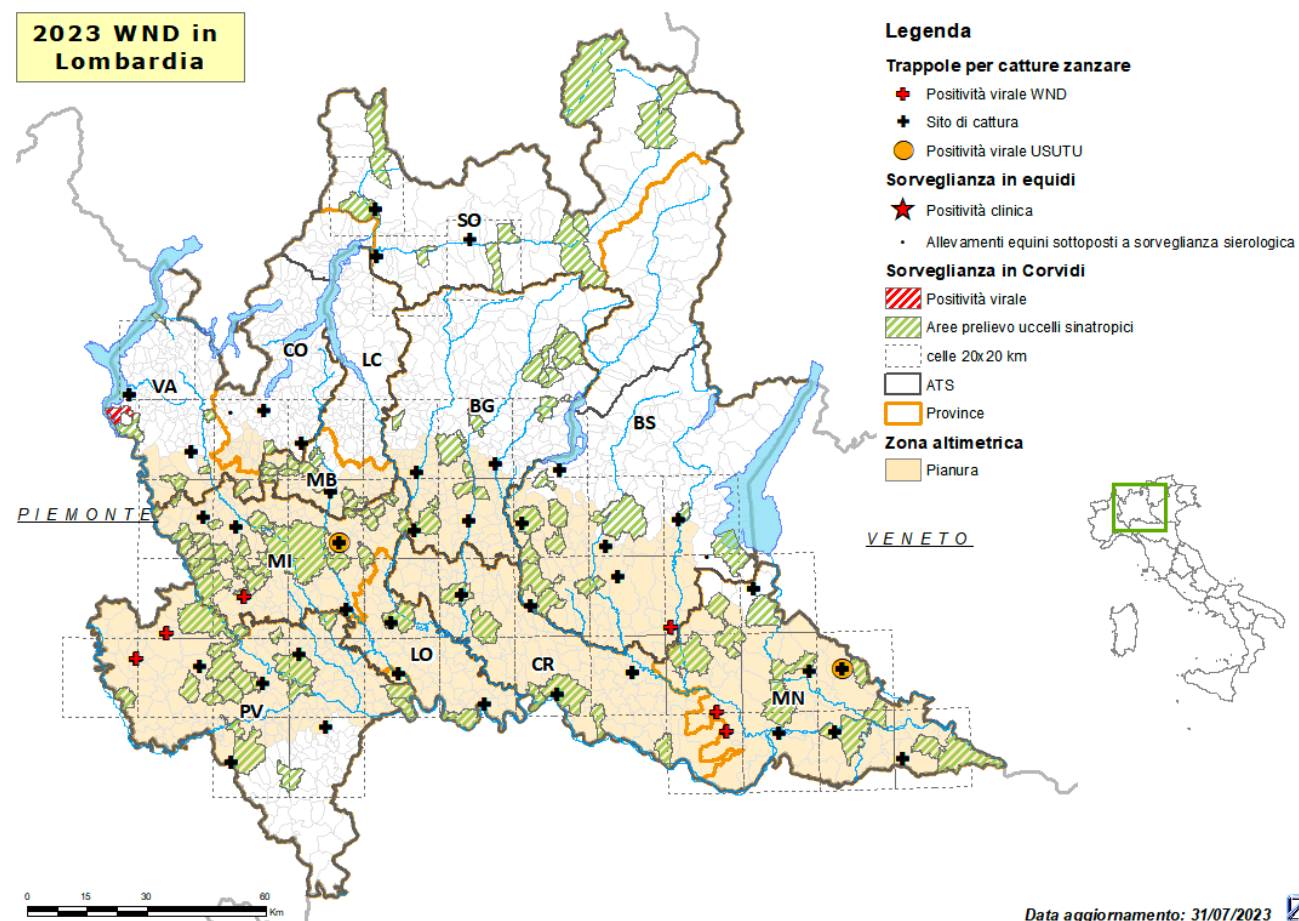 2023 WND in
Lombardia
Legenda
Trappole per catture zanzare
Positività virale WND
Sito di cattura
Positività virale USUTU
Sorveglianza in equidi
Positività clinica
Allevamenti equini sottoposti a sorveglianza sierologica
Sorveglianza in Corvidi
Positività virale
Aree prelievo uccelli sinatropici
celle 20x20 km
ATS
Province
Zona altimetrica
Pianura
SO
CO
LC
VA
BG
BS
MB
PIEMONTE
VENETO
MI
LO
CR
MN
PV
0 15 30 60
Km
Data aggiornamento: 31/07/2023